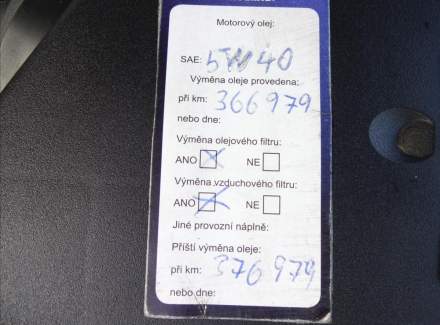 Motorový olej:
SAE: 5W40
Výměna oleje provedena:
při km: 366979
nebo dne:
Výměna olejového filtru:
ANO X NE
Výměna vzduchového filtru:
ANO X NE
Jiné provozní náplně:
Příští výměna oleje:
při km: 376979
nebo dne: